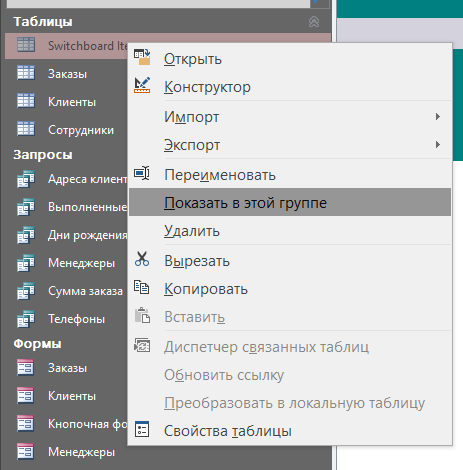 Таблицы
Switchboard Ite
Заказы
Клиенты
Сотрудники
Запросы
Адреса клиент
Выполненные
Дни рождения
Менеджеры
Сумма заказа
Телефоны
Формы
Заказы
Клиенты
Кнопочная фо
Менеджеры
Открыть
Конструктор
Импорт
Экспорт
Переименовать
Показать в этой группе
Удалить
Вырезать
Копировать
Вставить
Диспетчер связанных таблиц
Обновить ссылку
Преобразовать в локальную таблицу
Свойства таблицы